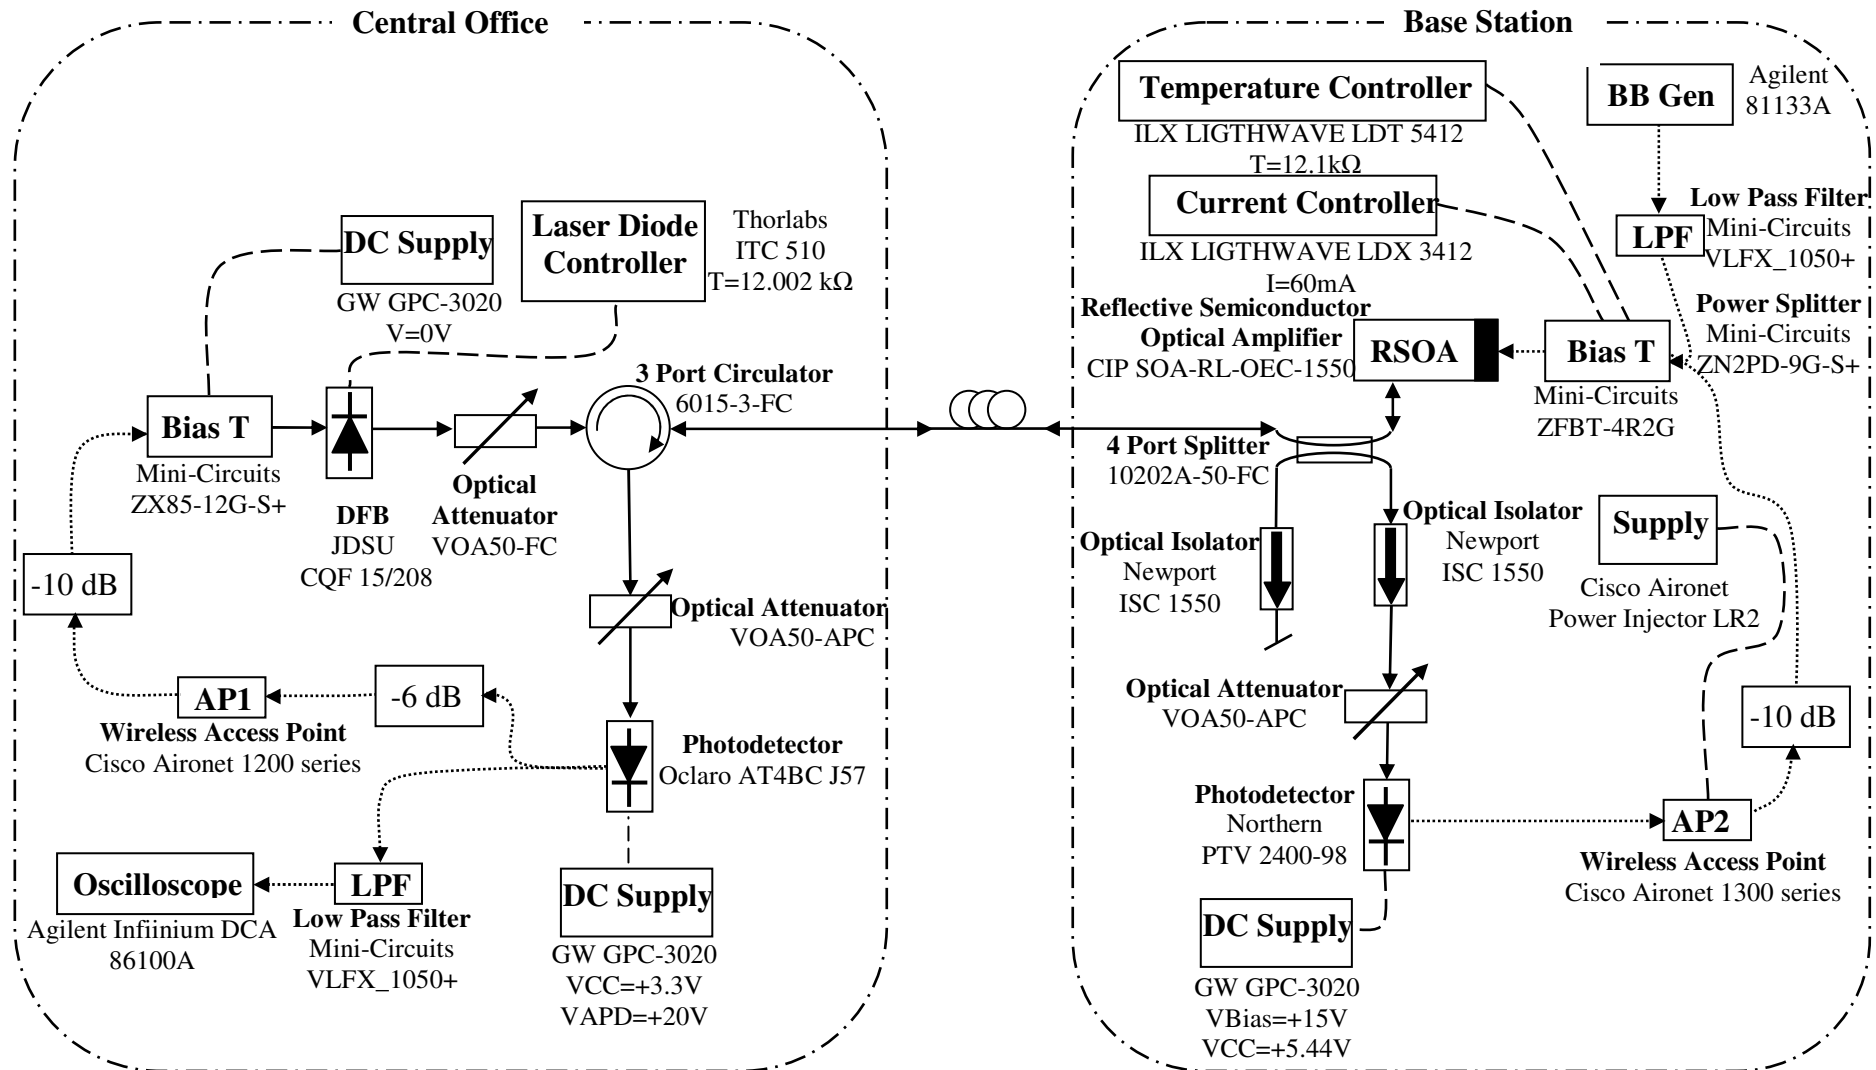 Central Office
DC Supply
GW GPC-3020
V=0V
Laser Diode
Controller
Thorlabs
ITC 510
T=12.002 kΩ
3 Port Circulator
6015-3-FC
Bias T
Mini-Circuits
ZX85-12G-S+
DFB
JDSU
CQF 15/208
Optical
Attenuator
VOA50-FC
-10 dB
Optical Attenuator
VOA50-APC
AP1
Wireless Access Point
Cisco Aironet 1200 series
-6 dB
Photodetector
Oclaro AT4BC J57
Oscilloscope
Agilent Infiinium DCA
86100A
LPF
Low Pass Filter
Mini-Circuits
VLFX_1050+
DC Supply
GW GPC-3020
VCC=+3.3V
VAPD=+20V
Base Station
Temperature Controller
ILX LIGTHWAVE LDT 5412
T=12.1kΩ
BB Gen
Agilent
81133A
Current Controller
ILX LIGTHWAVE LDX 3412
I=60mA
Low Pass Filter
Mini-Circuits
VLFX_1050+
LPF
Reflective Semiconductor
Optical Amplifier
CIP SOA-RL-OEC-1550
RSOA
Bias T
Mini-Circuits
ZFBT-4R2G
Power Splitter
Mini-Circuits
ZN2PD-9G-S+
4 Port Splitter
10202A-50-FC
Optical Isolator
Newport
ISC 1550
Optical Isolator
Newport
ISC 1550
Supply
Cisco Aironet
Power Injector LR2
Optical Attenuator
VOA50-APC
-10 dB
Photodetector
Northern
PTV 2400-98
AP2
Wireless Access Point
Cisco Aironet 1300 series
DC Supply
GW GPC-3020
VBias=+15V
VCC=+5.44V